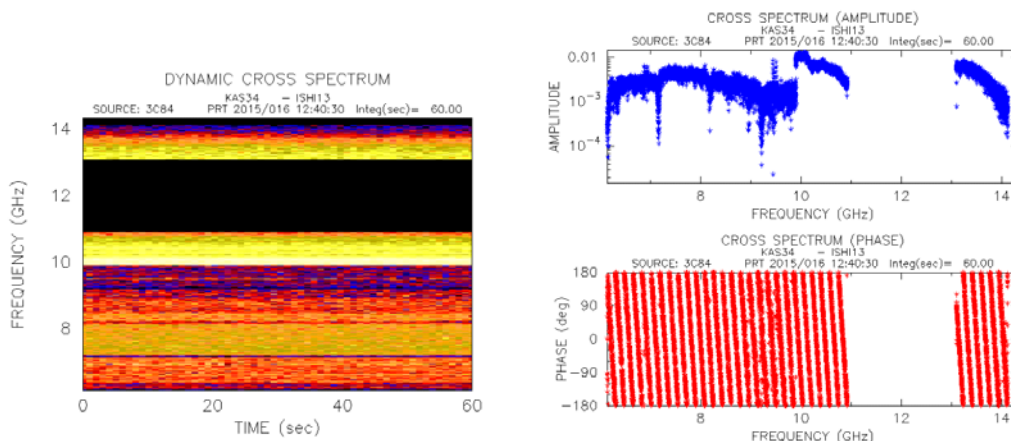 DYNAMIC CROSS SPECTRUM
KAS34 - ISHI13
SOURCE: 3C84 PRT 2015/016 12:40:30 Integ(sec)= 60.00
14
12
10
8
FREQUENCY (GHz)
0 20 40 60
TIME (sec)
CROSS SPECTRUM (AMPLITUDE)
KAS34 - ISHI13
SOURCE: 3C84 PRT 2015/016 12:40:30 Integ(sec)= 60.00
0.01
10-3
10-4
AMPLITUDE
8 10 12 14
FREQUENCY (GHz)
CROSS SPECTRUM (PHASE)
KAS34 - ISHI13
SOURCE: 3C84 PRT 2015/016 12:40:30 Integ(sec)= 60.00
180
90
0
-90
-180
PHASE (deg)
8 10 12 14
FREQUENCY (GHz)